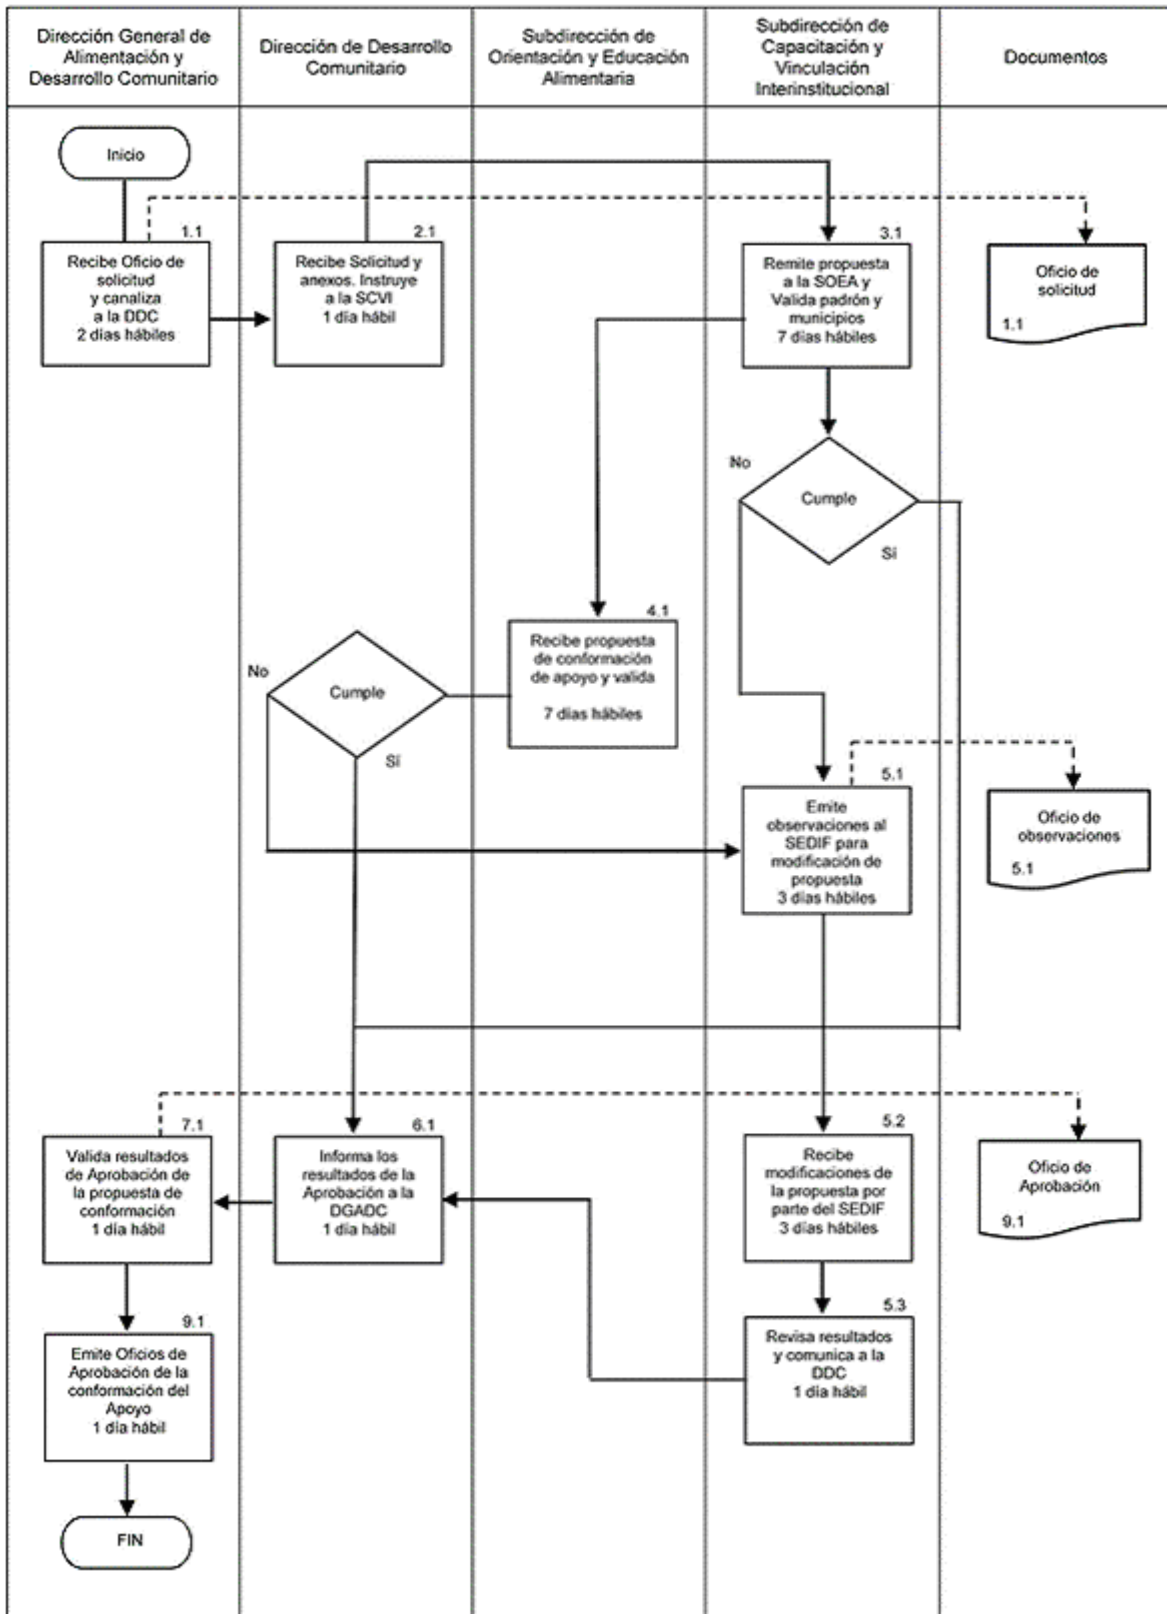 Dirección General de
Alimentación y
Desarrollo Comunitario
Dirección de Desarrollo
Comunitario
Subdirección de
Orientación y Educación
Alimentaria
Subdirección de
Capacitación y
Vinculación
Interinstitucional
Documentos
Inicio
1.1
Recibe Oficio de
solicitud
y canaliza
a la DDC
2 días hábiles
2.1
Recibe Solicitud y
anexos. Instruye
a la SCVI
1 día hábil
3.1
Remite propuesta
a la SOEA y
Valida padrón y
municipios
7 días hábiles
Oficio de
solicitud
1.1
No
Cumple
Sí
4.1
Recibe propuesta
de conformación
de apoyo y valida
7 días hábiles
No
Cumple
Sí
5.1
Emite
observaciones al
SEDIF para
modificación de
propuesta
3 días hábiles
Oficio de
observaciones
5.1
7.1
Valida resultados
de Aprobación de
la propuesta de
conformación
1 día hábil
6.1
Informa los
resultados de la
Aprobación a la
DGADC
1 día hábil
5.2
Recibe
modificaciones de
la propuesta por
parte del SEDIF
3 días hábiles
Oficio de
Aprobación
9.1
9.1
Emite Oficios de
Aprobación de la
conformación del
Apoyo
1 día hábil
5.3
Revisa resultados
y comunica a la
DDC
1 día hábil
FIN